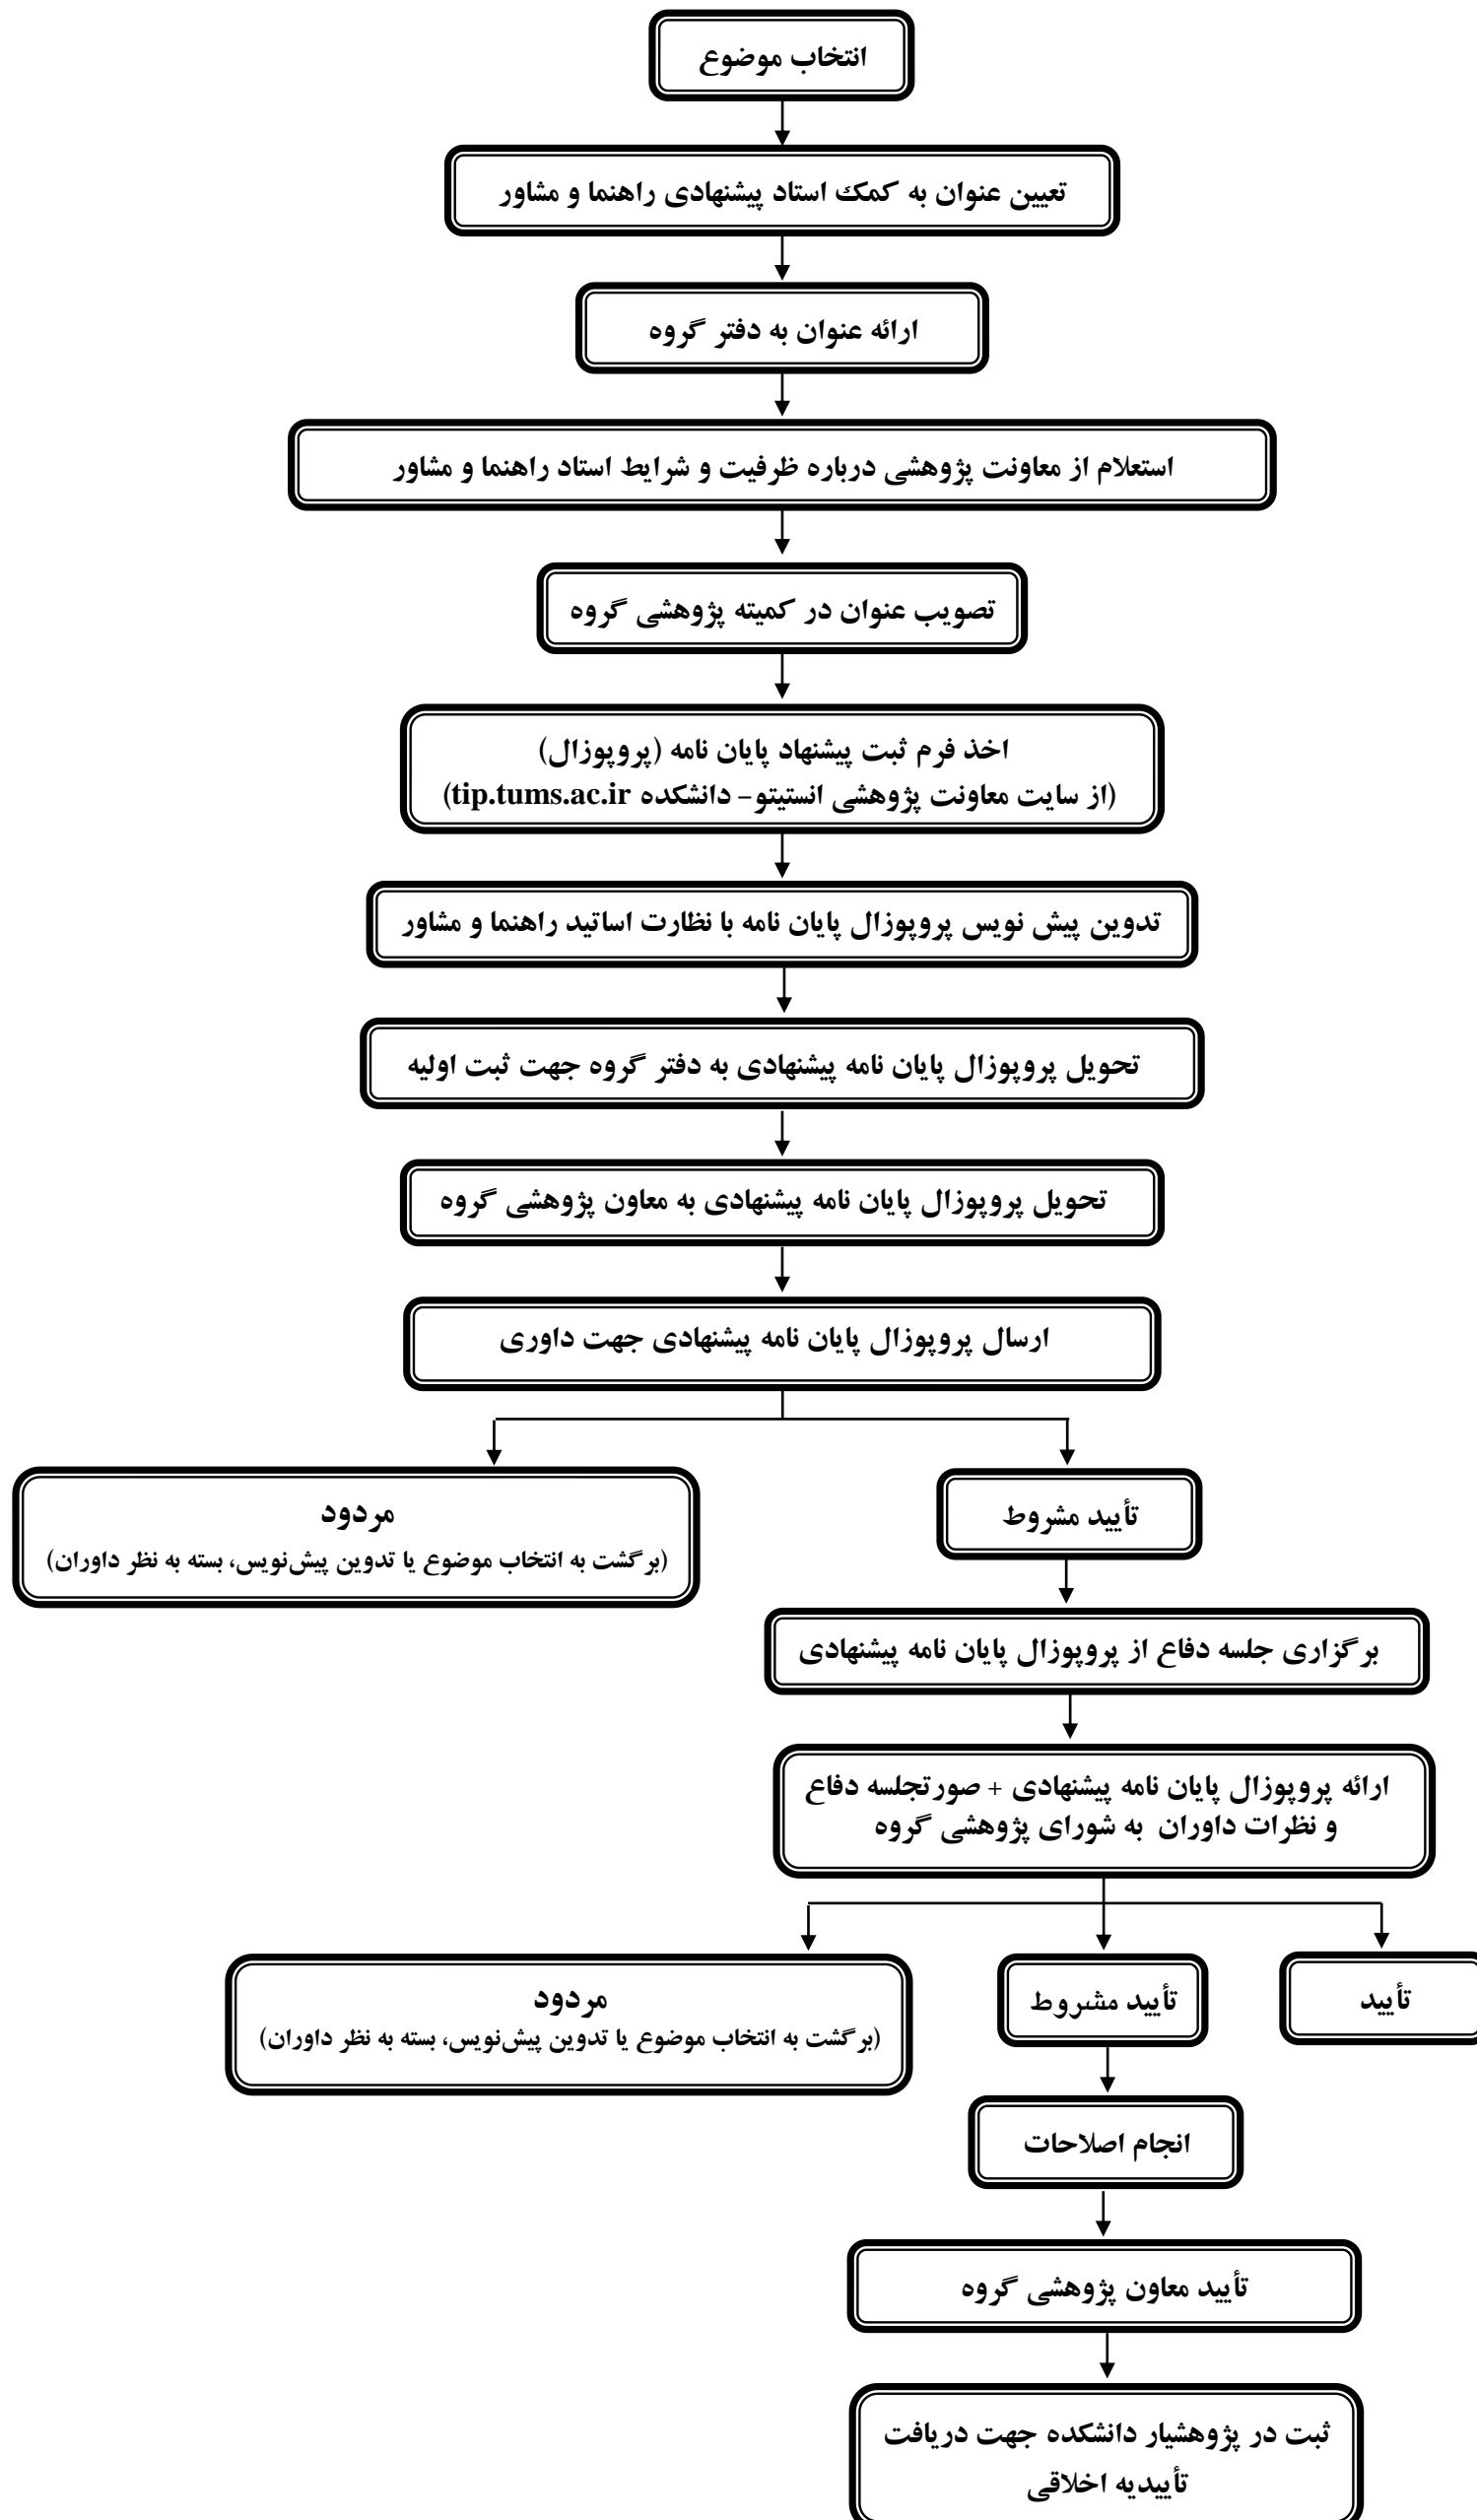 انتخاب موضوع
تعیین عنوان به کمک استاد پیشنهادی راهنما و مشاور
ارائه عنوان به دفتر گروه
استعلام از معاونت پژوهشی درباره ظرفیت و شرایط استاد راهنما و مشاور
تصویب عنوان در کمیته پژوهشی گروه
اخذ فرم ثبت پیشنهاد پایان نامه (پروپوزال)
(از سایت معاونت پژوهشی انستیتو- دانشکده tip.tums.ac.ir)
تدوین پیش نویس پروپوزال پایان نامه با نظارت اساتید راهنما و مشاور
تحویل پروپوزال پایان نامه پیشنهادی به دفتر گروه جهت ثبت اولیه
تحویل پروپوزال پایان نامه پیشنهادی به معاون پژوهشی گروه
ارسال پروپوزال پایان نامه پیشنهادی جهت داوری
تأیید مشروط
مردود
(برگشت به انتخاب موضوع یا تدوین پیش‌نویس، بسته به نظر داوران)
برگزاری جلسه دفاع از پروپوزال پایان نامه پیشنهادی
ارائه پروپوزال پایان نامه پیشنهادی + صورتجلسه دفاع
و نظرات داوران به شورای پژوهشی گروه
تأیید
تأیید مشروط
مردود
(برگشت به انتخاب موضوع یا تدوین پیش‌نویس، بسته به نظر داوران)
انجام اصلاحات
تأیید معاون پژوهشی گروه
ثبت در پژوهشیار دانشکده جهت دریافت
تأییدیه اخلاقی